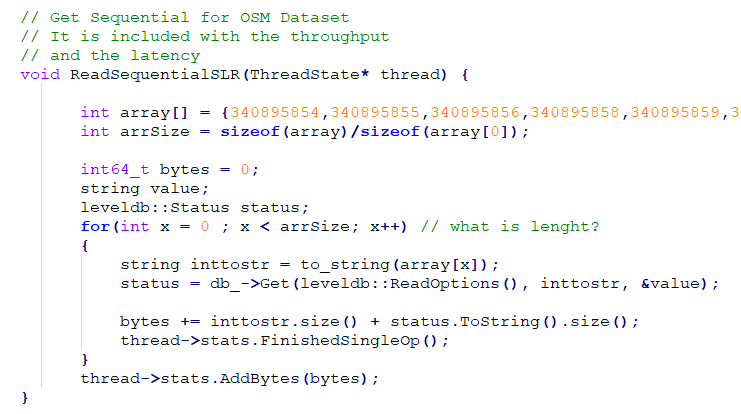 // Get Sequential for OSM Dataset
// It is included with the throughput
// and the latency
void ReadSequentialSLR(ThreadState* thread) {
int array[] = {340895854,340895855,340895856,340895858,340895859,3
int arrSize = sizeof(array)/sizeof(array[0]);
int64_t bytes = 0;
string value;
leveldb::Status status;
for(int x = 0 ; x < arrSize; x++) // what is lenght?
{
string inttostr = to_string(array[x]);
status = db_->Get(leveldb::ReadOptions(), inttostr, &value);
bytes += inttostr.size() + status.ToString().size();
thread->stats.FinishedSingleOp();
}
thread->stats.AddBytes(bytes);
}